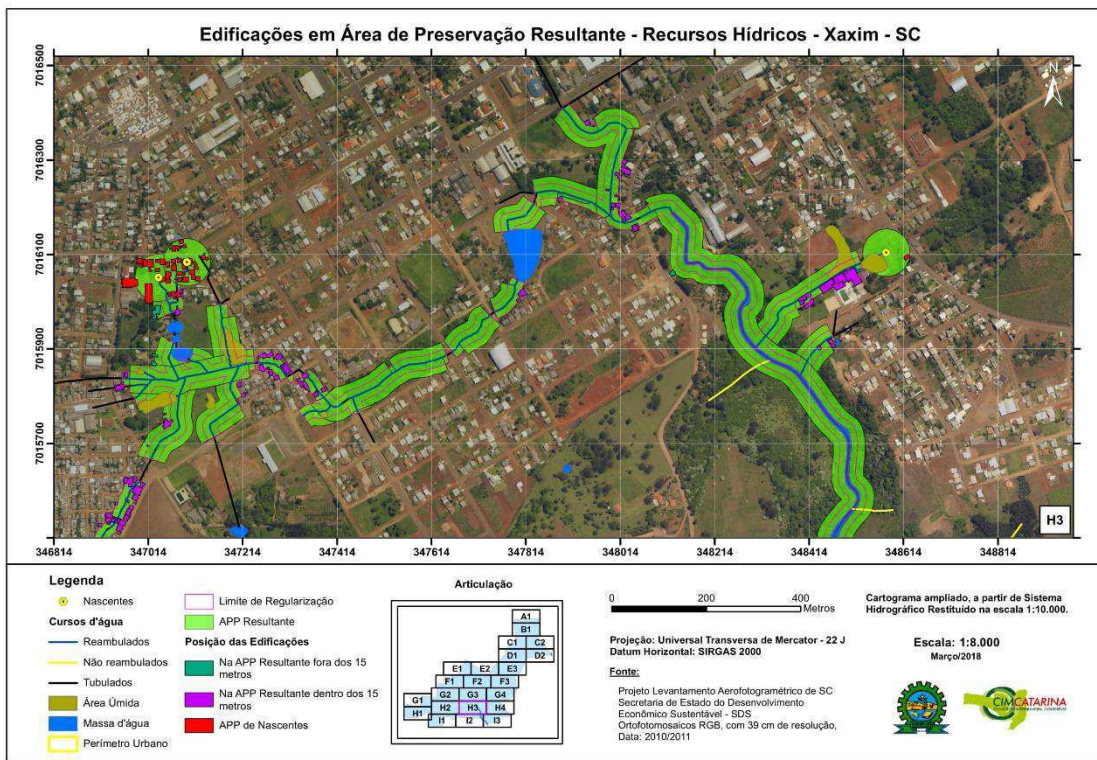 Edificações em Área de Preservação Resultante - Recursos Hídricos - Xaxim - SC
N
7016500
7016300
7016100
7015900
7015700
H3
346814
347014
347214
347414
347614
347814
348014
348214
348414
348614
348814
Legenda
Nascentes
Cursos d'água
Reambulados
Não reambulados
Tubulados
Área Úmida
Massa d'água
Perímetro Urbano
Limite de Regularização
APP Resultante
Posição das Edificações
Na APP Resultante fora dos 15
metros
Na APP Resultante dentro dos 15
metros
APP de Nascentes
Articulação
A1
B1
C1 C2
D1 D2
E1 E2 E3
F1 F2 F3
G1 G2 G3 G4
H1 H2 H3 H4
I1 I2 I3
0 200 400
Metros
Projeção: Universal Transversa de Mercator - 22 J
Datum Horizontal: SIRGAS 2000
Fonte:
Projeto Levantamento Aerofotogramétrico de SC
Secretaria de Estado do Desenvolvimento
Econômico Sustentável - SDS
Ortofotomosaicos RGB, com 39 cm de resolução,
Data: 2010/2011
Cartograma ampliado, a partir de Sistema
Hidrográfico Restituído na escala 1:10.000.
Escala: 1:8.000
Março/2018
CIMCATARINA